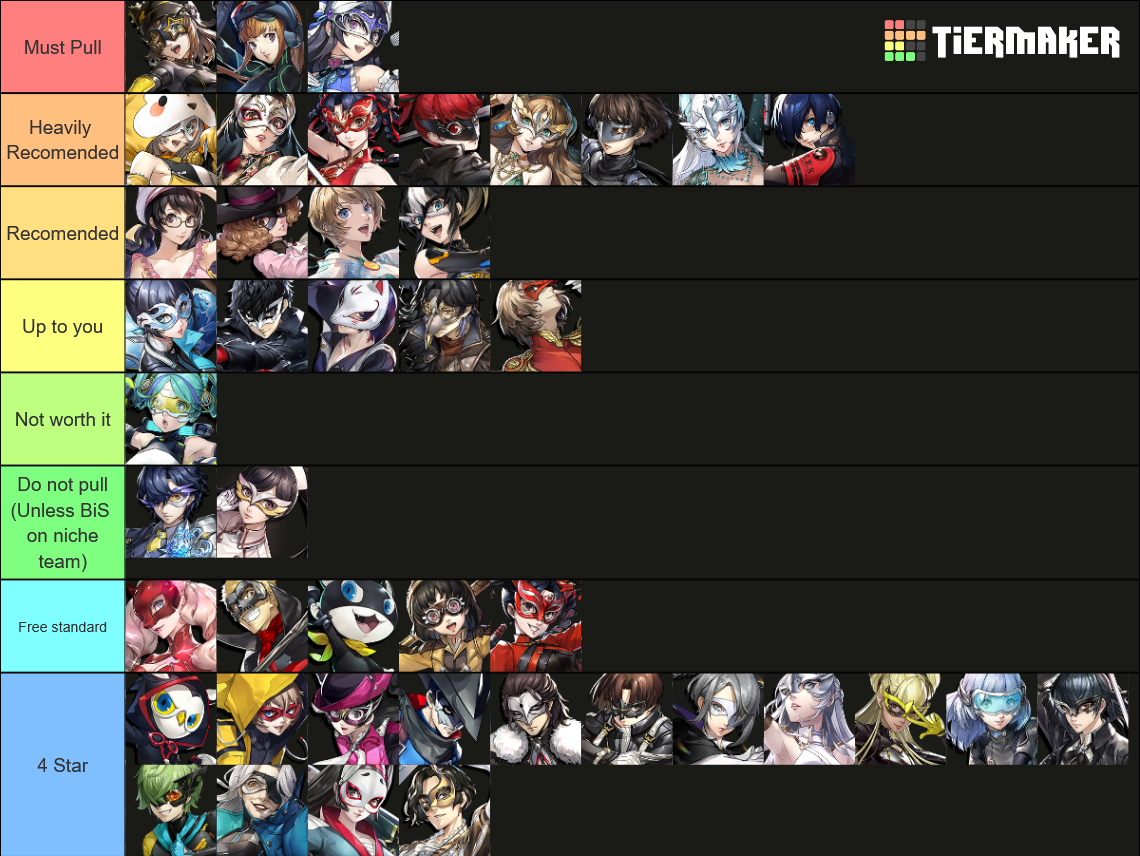 Must Pull
TiERMAKER
Heavily
Recomended
Recomended
Up to you
Not worth it
Do not pull
(Unless BiS
on niche
team)
Free standard
4 Star